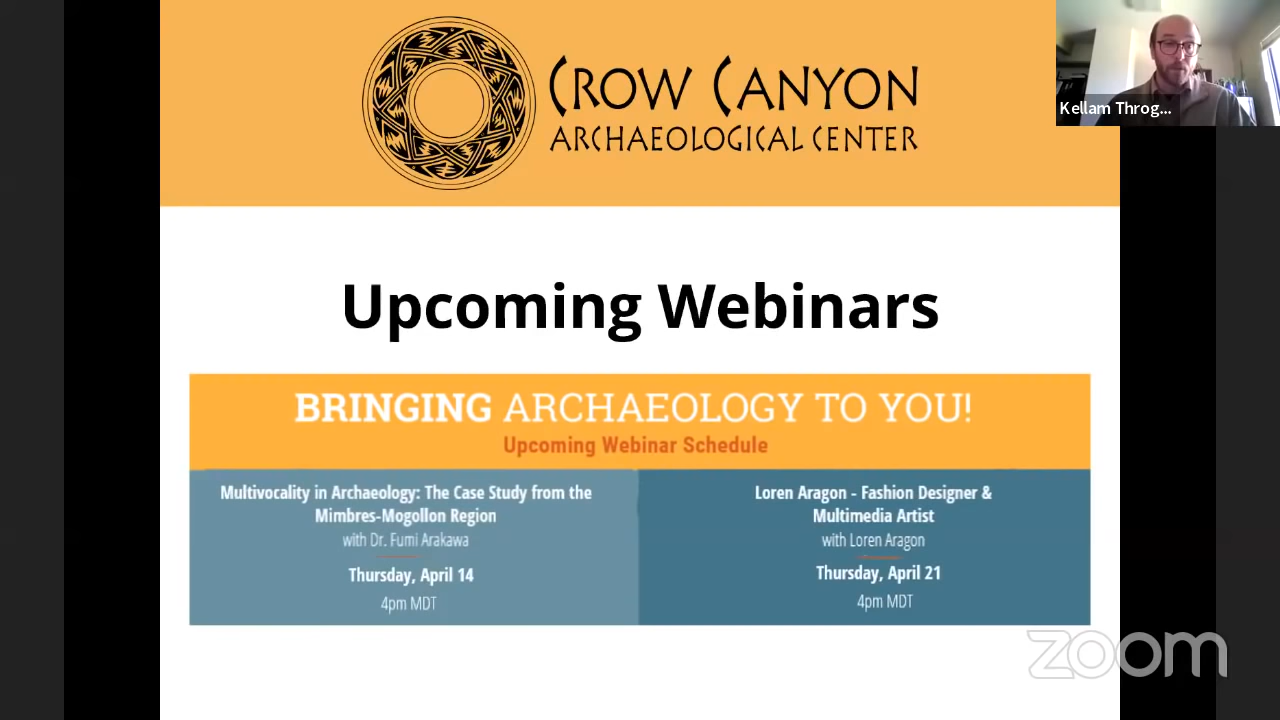 CROW CANYON
ARCHAEOLOGICAL CENTER
Kellam Throg...
Upcoming Webinars
BRINGING ARCHAEOLOGY TO YOU!
Upcoming Webinar Schedule
Multivocality in Archaeology: The Case Study from the
Mimbres-Mogollon Region
with Dr. Fumi Arakawa
Thursday, April 14
4pm MDT
Loren Aragon - Fashion Designer &
Multimedia Artist
with Loren Aragon
Thursday, April 21
4pm MDT
zoom